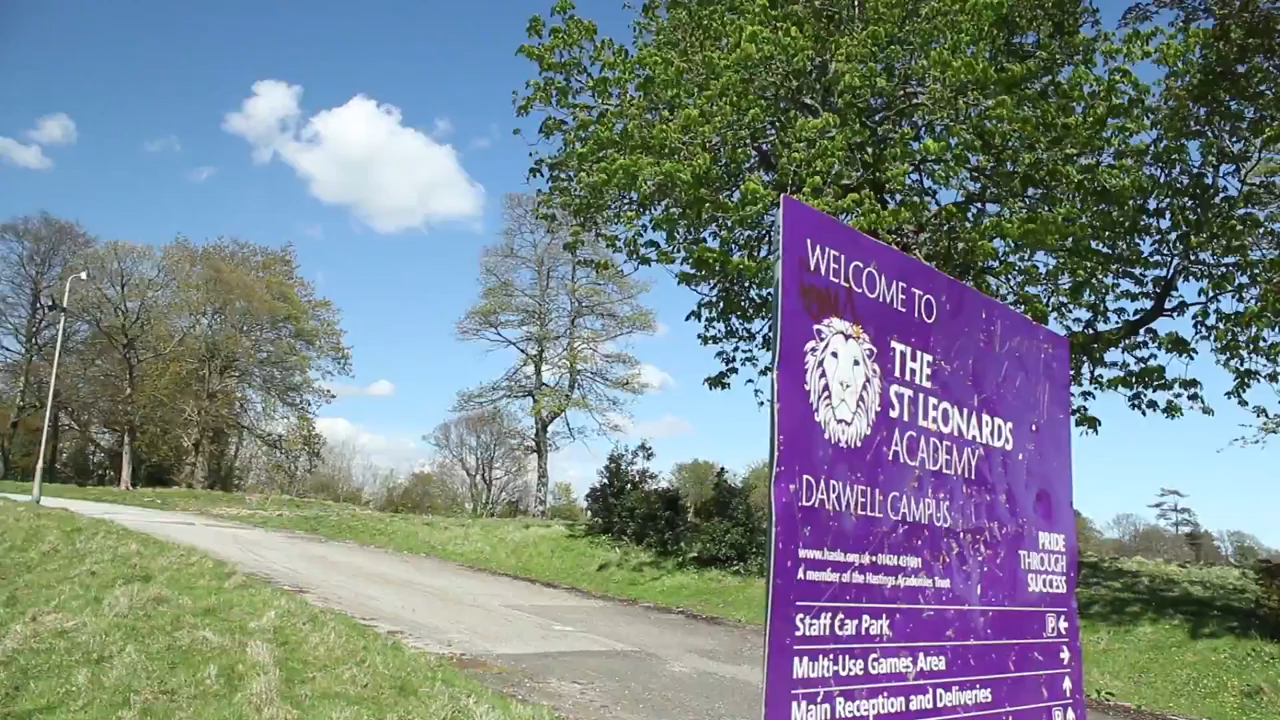 WELCOME TO
THE
ST LEONARDS
ACADEMY
DARWELL CAMPUS
www.hasla.org.uk • 01424 431091
A member of the Hastings Academies Trust
PRIDE
THROUGH
SUCCESS
Staff Car Park P ←
Multi-Use Games Area →
Main Reception and Deliveries ↑
P ↑